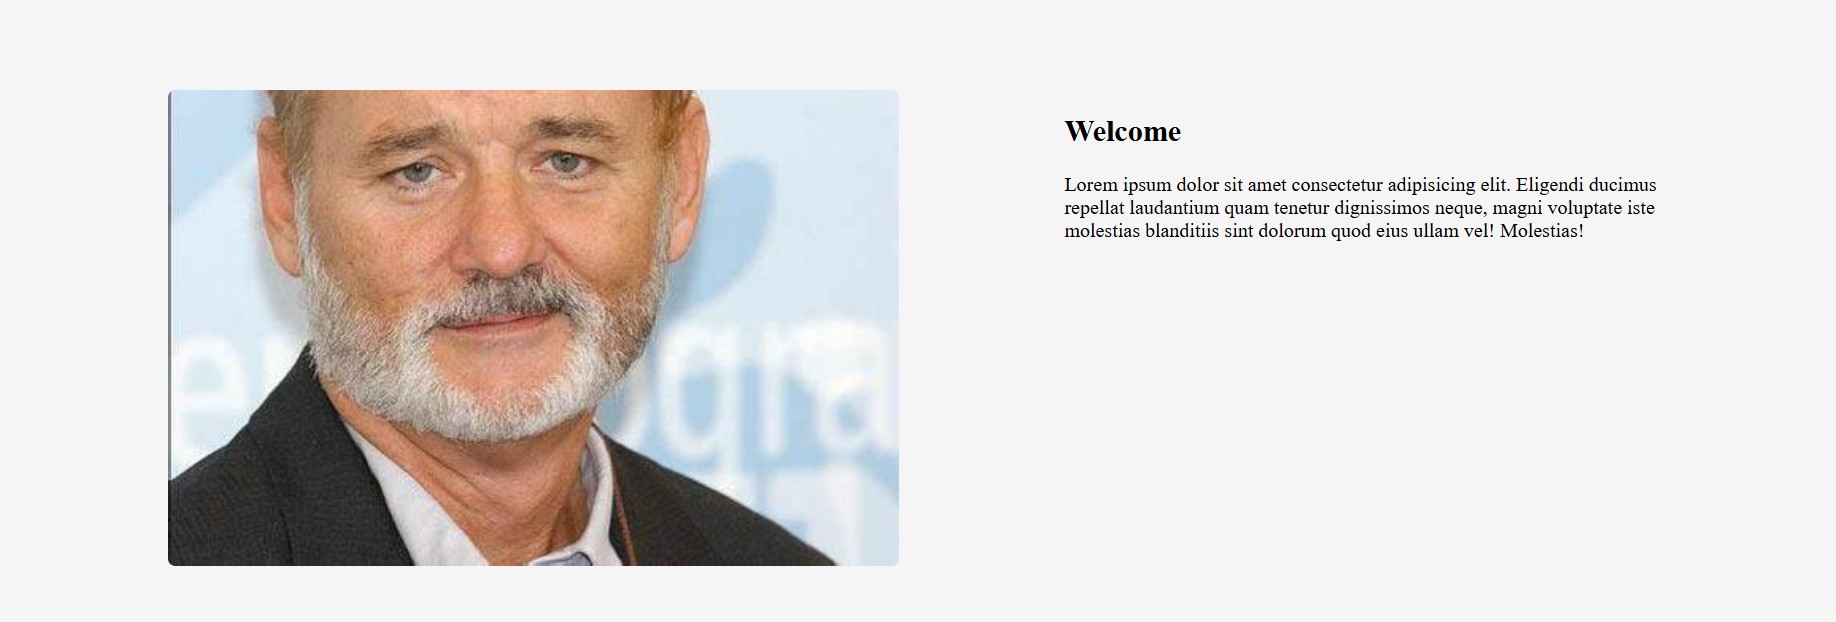 Welcome
Lorem ipsum dolor sit amet consectetur adipisicing elit. Eligendi ducimus
repellat laudantium quam tenetur dignissimos neque, magni voluptate iste
molestias blanditiis sint dolorum quod eius ullam vel! Molestias!